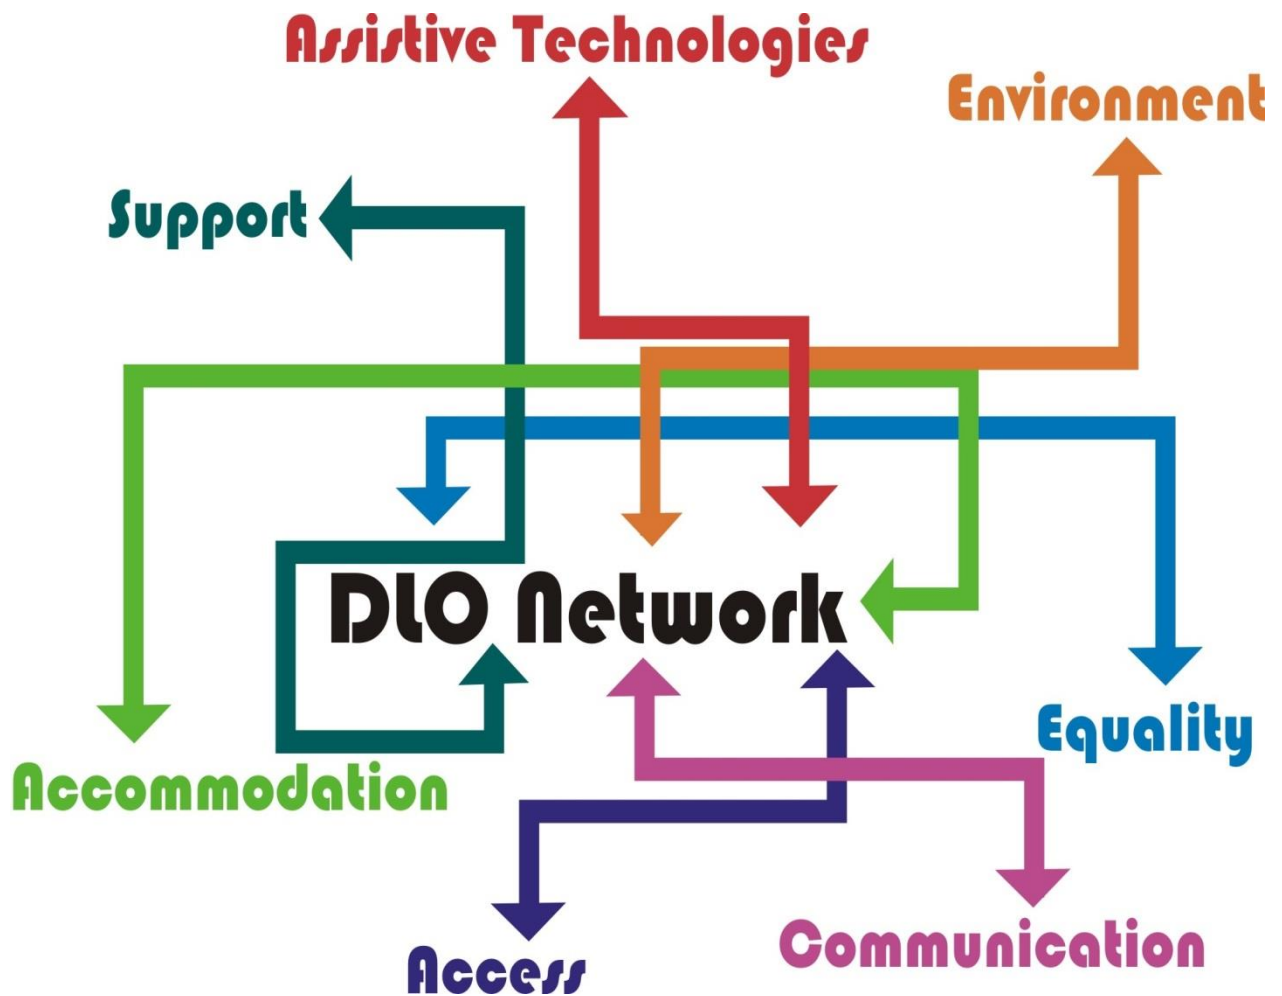 Assistive Technologies
Environment
Support
DLO Network
Equality
Accommodation
Communication
Access